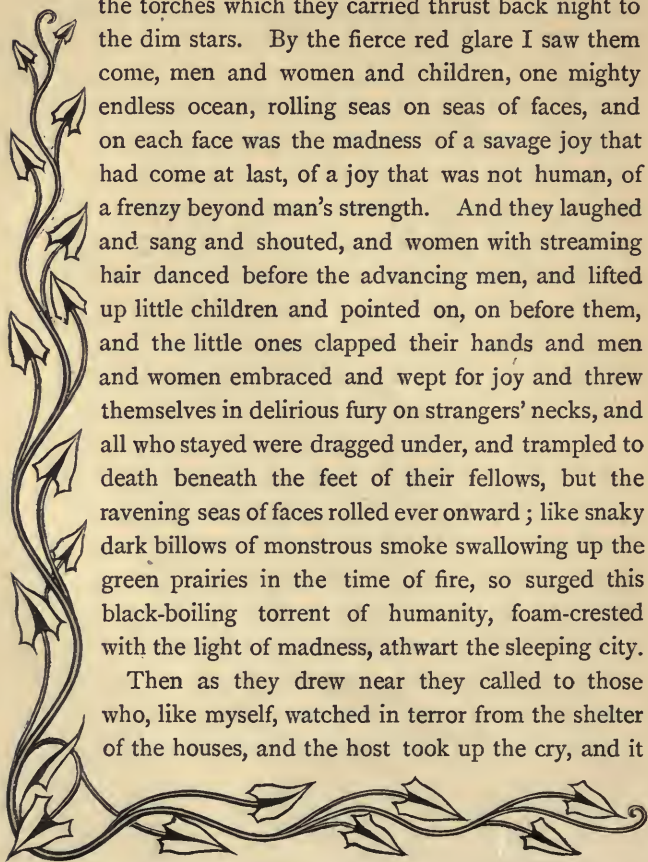 the torches which they carried thrust back night to
the dim stars. By the fierce red glare I saw them
come, men and women and children, one mighty
endless ocean, rolling seas on seas of faces, and
on each face was the madness of a savage joy that
had come at last, of a joy that was not human, of
a frenzy beyond man's strength. And they laughed
and sang and shouted, and women with streaming
hair danced before the advancing men, and lifted
up little children and pointed on, on before them,
and the little ones clapped their hands and men
and women embraced and wept for joy and threw
themselves in delirious fury on strangers' necks, and
all who stayed were dragged under, and trampled to
death beneath the feet of their fellows, but the
ravening seas of faces rolled ever onward ; like snaky
dark billows of monstrous smoke swallowing up the
green prairies in the time of fire, so surged this
black-boiling torrent of humanity, foam-crested
with the light of madness, athwart the sleeping city.
Then as they drew near they called to those
who, like myself, watched in terror from the shelter
of the houses, and the host took up the cry, and it